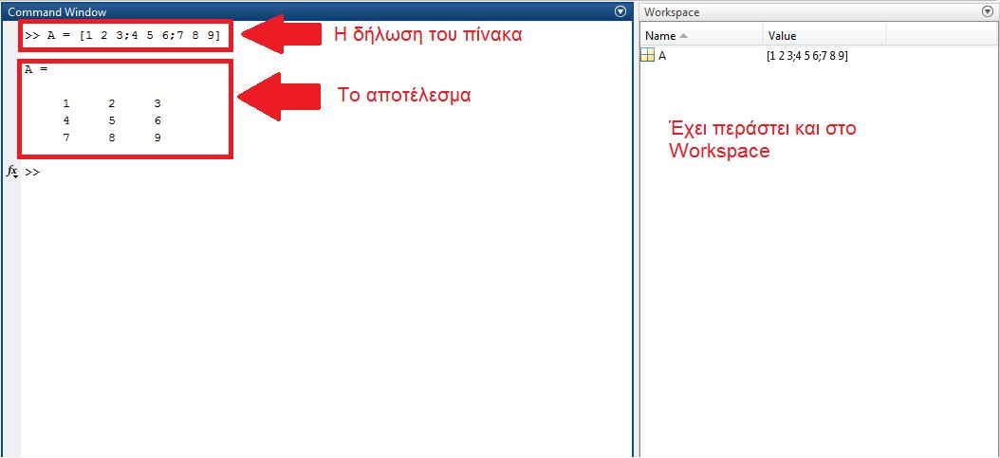 Command Window
>> A = [1 2 3;4 5 6;7 8 9]
Η δήλωση του πίνακα
A =
1 2 3
4 5 6
7 8 9
Το αποτέλεσμα
fx >>
Workspace
Name Value
A [1 2 3;4 5 6;7 8 9]
Έχει περάστει και στο
Workspace